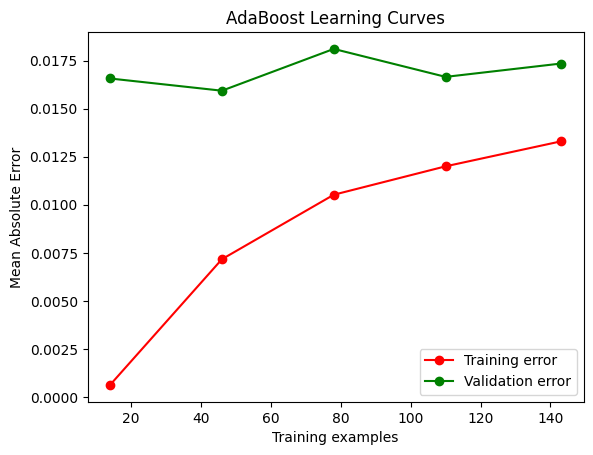 AdaBoost Learning Curves
0.0175
0.0150
0.0125
0.0100
0.0075
0.0050
0.0025
0.0000
Mean Absolute Error
20 40 60 80 100 120 140
Training examples
Training error
Validation error